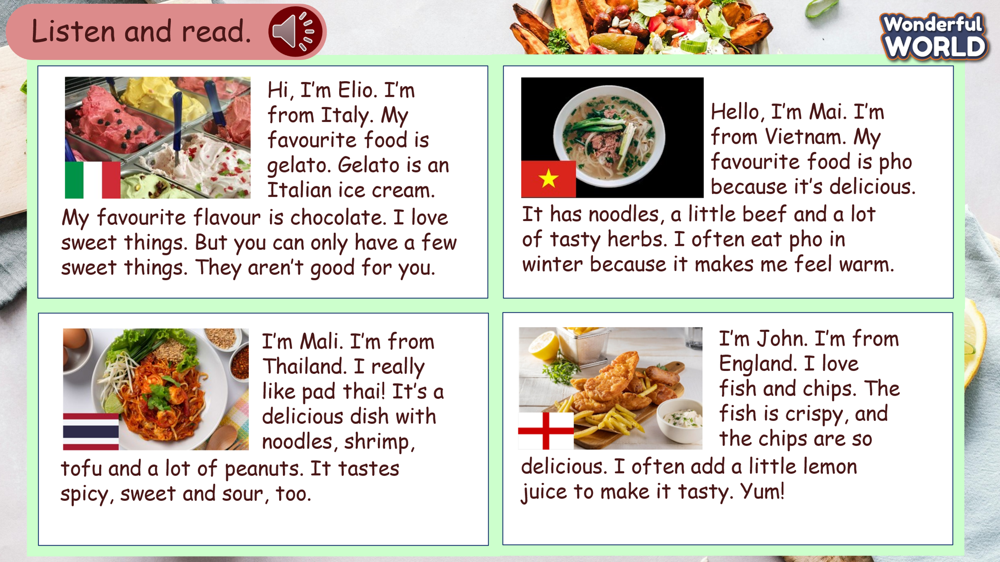 Listen and read.
Wonderful
WORLD
Hi, I'm Elio. I'm
from Italy. My
favourite food is
gelato. Gelato is an
Italian ice cream.
My favourite flavour is chocolate. I love
sweet things. But you can only have a few
sweet things. They aren't good for you.
Hello, I'm Mai. I'm
from Vietnam. My
favourite food is pho
because it's delicious.
It has noodles, a little beef and a lot
of tasty herbs. I often eat pho in
winter because it makes me feel warm.
I'm Mali. I'm from
Thailand. I really
like pad thai! It's a
delicious dish with
noodles, shrimp,
tofu and a lot of peanuts. It tastes
spicy, sweet and sour, too.
I'm John. I'm from
England. I love
fish and chips. The
fish is crispy, and
the chips are so
delicious. I often add a little lemon
juice to make it tasty. Yum!